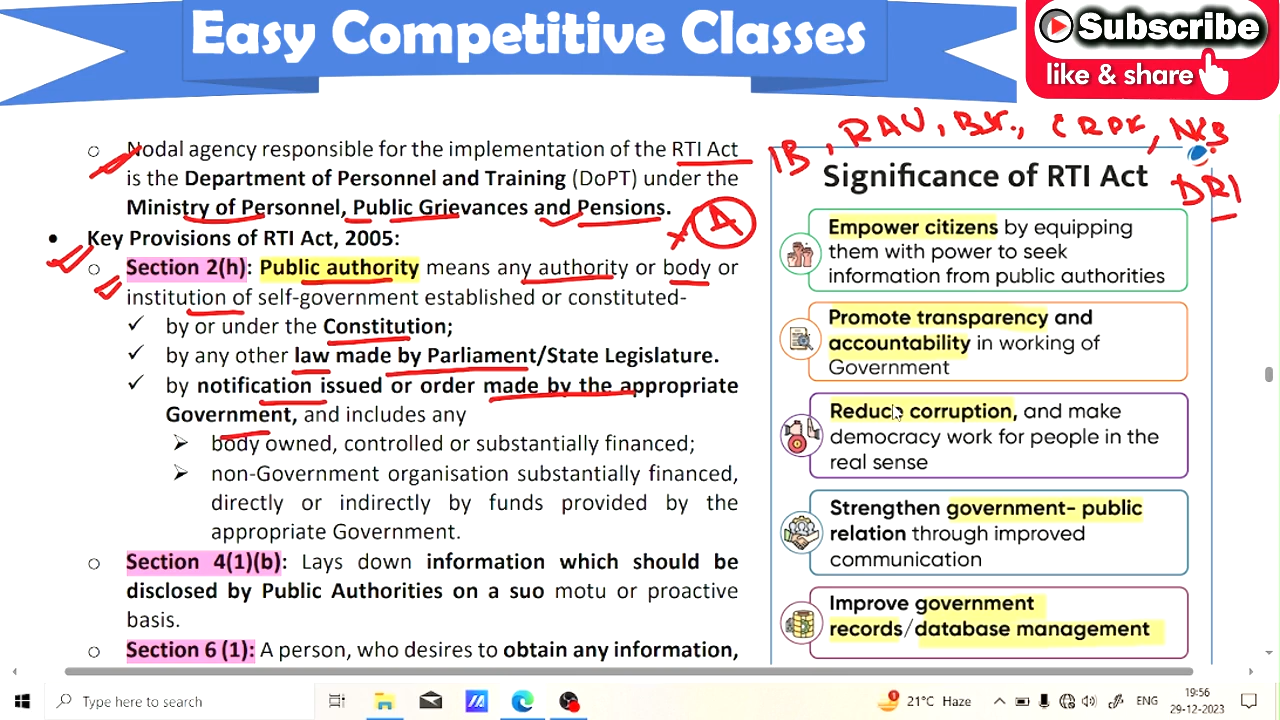 Easy Competitive Classes
Subscribe
like & share
Nodal agency responsible for the implementation of the RTI Act
is the Department of Personnel and Training (DoPT) under the
Ministry of Personnel, Public Grievances and Pensions.
A
• Key Provisions of RTI Act, 2005:
Section 2(h): Public authority means any authority or body or
institution of self-government established or constituted-
✓ by or under the Constitution;
✓ by any other law made by Parliament/State Legislature.
✓ by notification issued or order made by the appropriate
Government, and includes any
➢ body owned, controlled or substantially financed;
➢ non-Government organisation substantially financed,
directly or indirectly by funds provided by the
appropriate Government.
Section 4(1)(b): Lays down information which should be
disclosed by Public Authorities on a suo motu or proactive
basis.
Section 6 (1): A person, who desires to obtain any information,
IB, RAW,
DRI
Significance of RTI Act
Empower citizens by equipping
them with power to seek
information from public authorities
Promote transparency and
accountability in working of
Government
Reduce corruption, and make
democracy work for people in the
real sense
Strengthen government- public
relation through improved
communication
Improve government
records/database management
Type here to search
1
21°C Haze
ENG
19:56
29-12-2023